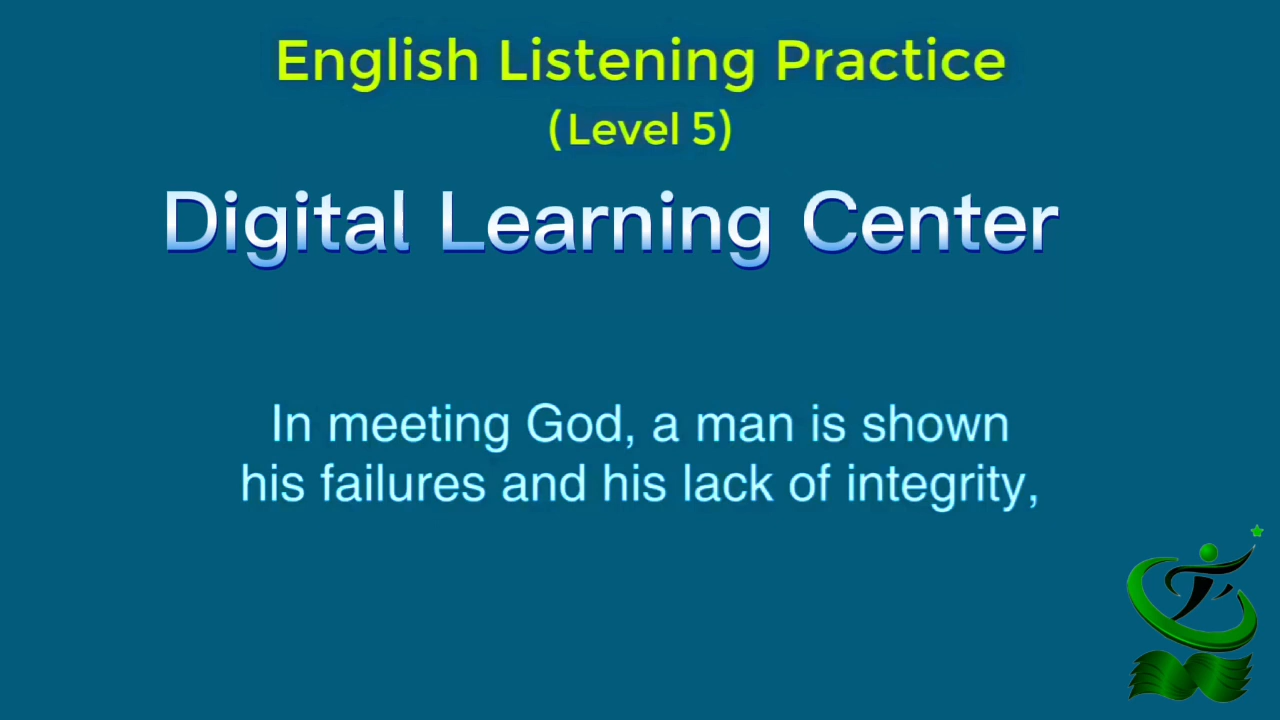 English Listening Practice
(Level 5)
Digital Learning Center
In meeting God, a man is shown
his failures and his lack of integrity,